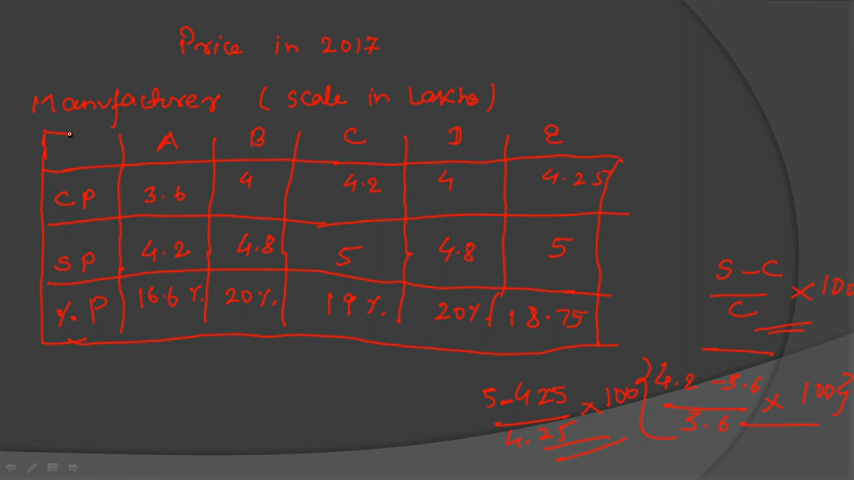 Price in 2017
Manufacturer (scale in Lakhs)
A B C D E
CP 3.6 4 4.2 4 4.25
SP 4.2 4.8 5 4.8 5
%P 16.6% 20% 19% 20% 18.75
S-C
C × 100
5-425
4.25 × 100
{4.2-3.6
3.6 × 100}